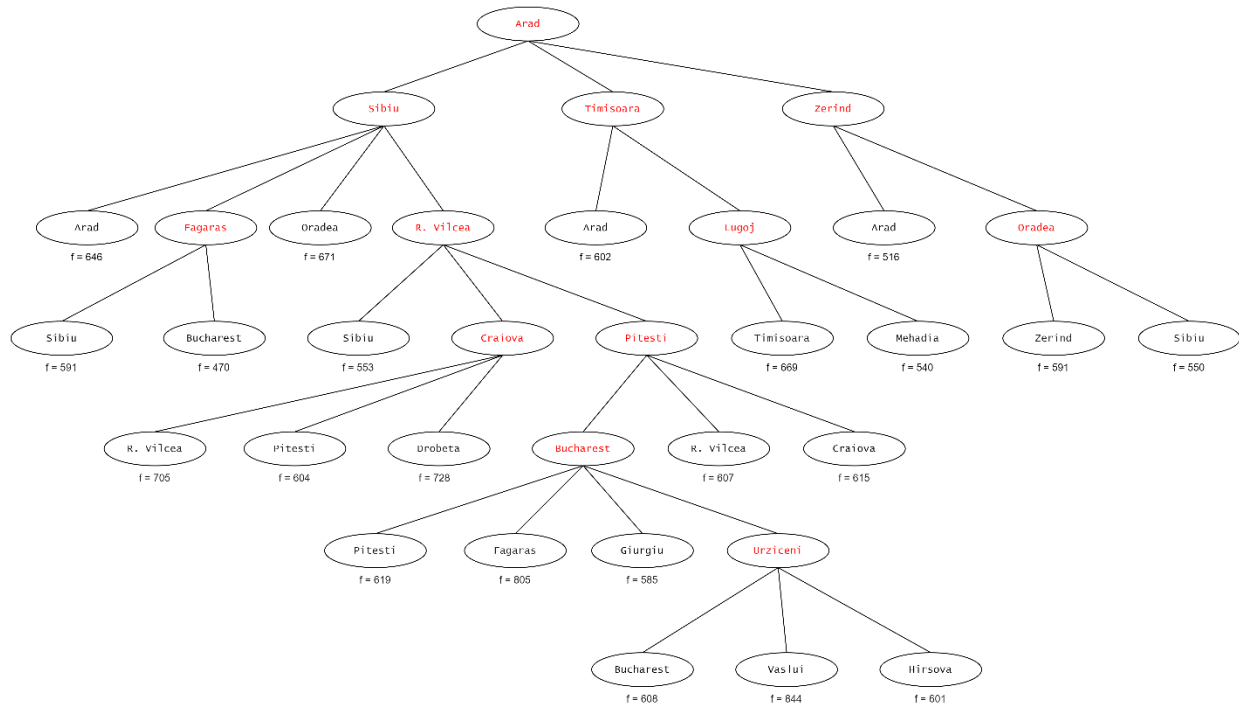 Arad
Sibiu Timisoara Zerind
Arad Fagaras Oradea R. Vilcea Arad Lugoj Arad Oradea
f = 646 f = 671 f = 602 f = 516
Sibiu Bucharest Sibiu Craiova Pitesti Timisoara Mehadia Zerind Sibiu
f = 591 f = 470 f = 553 f = 669 f = 540 f = 591 f = 550
R. Vilcea Pitesti Drobeta Bucharest R. Vilcea Craiova
f = 705 f = 604 f = 728 f = 607 f = 615
Pitesti Fagaras Giurgiu Urziceni
f = 619 f = 805 f = 585
Bucharest Vaslui Hirsova
f = 608 f = 844 f = 601